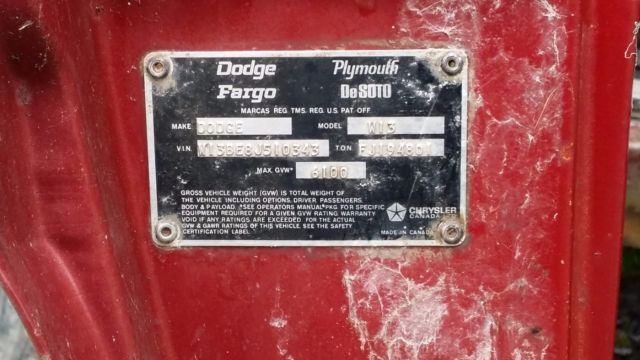 Dodge Plymouth
Fargo De SOTO
MARCAS REG. TMS. REG. U.S. PAT. OFF.
MAKE DODGE MODEL W13
V.I.N. W13BE8J510343 T.O.N.
MAX. GVW* 6100
GROSS VEHICLE WEIGHT (GVW) IS TOTAL WEIGHT OF
THE VEHICLE INCLUDING OPTIONS, DRIVER, PASSENGERS,
BODY & PAYLOAD. *SEE OPERATORS MANUAL*PKG FOR SPECIFIC
EQUIPMENT REQUIRED FOR A GIVEN GVW RATING. WARRANTY
VOID IF ANY RATINGS ARE EXCEEDED. FOR THE ACTUAL
GVW & GAWR RATINGS OF THIS VEHICLE, SEE THE SAFETY
CERTIFICATION LABEL.
CHRYSLER
CANADA
MADE IN CANADA